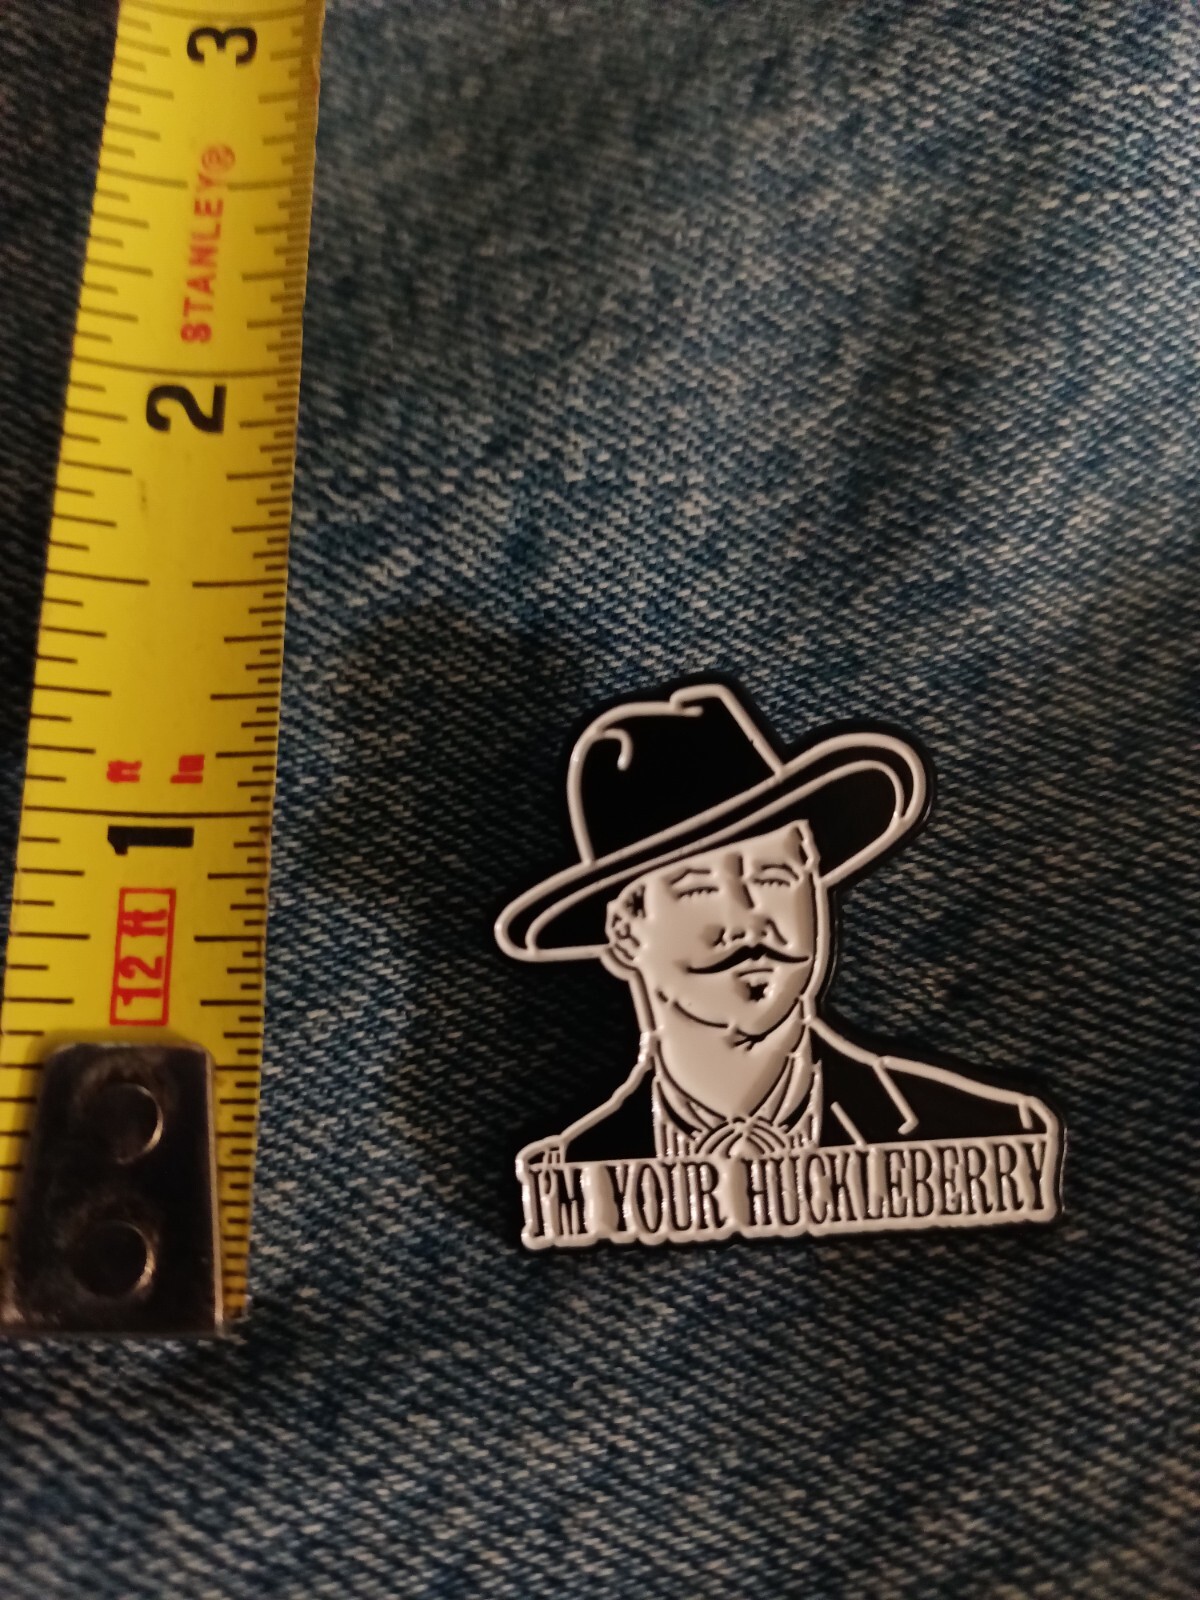 3
STANLEY®
2
ft
In
1
12 ft
I'M YOUR HUCKLEBERRY